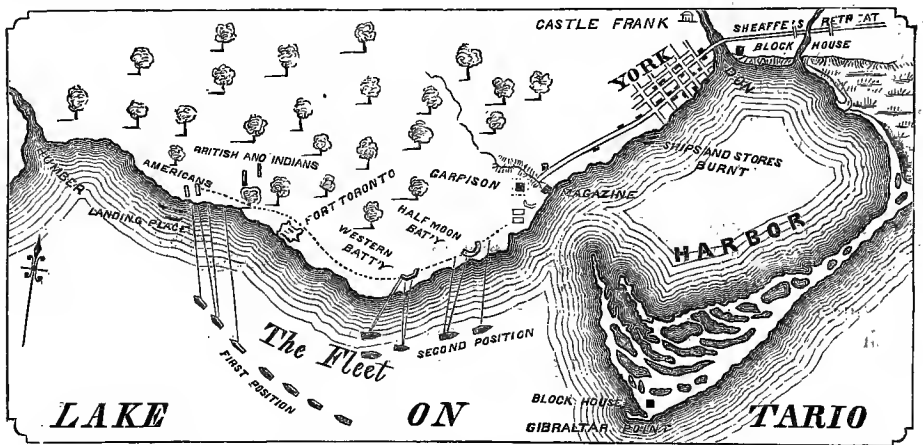 CASTLE FRANK
SHEAFFE'S RETREAT
BLOCK HOUSE
YORK
DON
HUMBER
AMERICANS
BRITISH AND INDIANS
SHIPS AND STORES
BURNT
LANDING PLACE
FORT TORONTO
GARRISON
MAGAZINE
WESTERN
BATT'Y
HALF MOON
BAT'Y
HARBOR
The Fleet
FIRST POSITION
SECOND POSITION
BLOCK HOUSE
GIBRALTAR POINT
LAKE ON TARIO